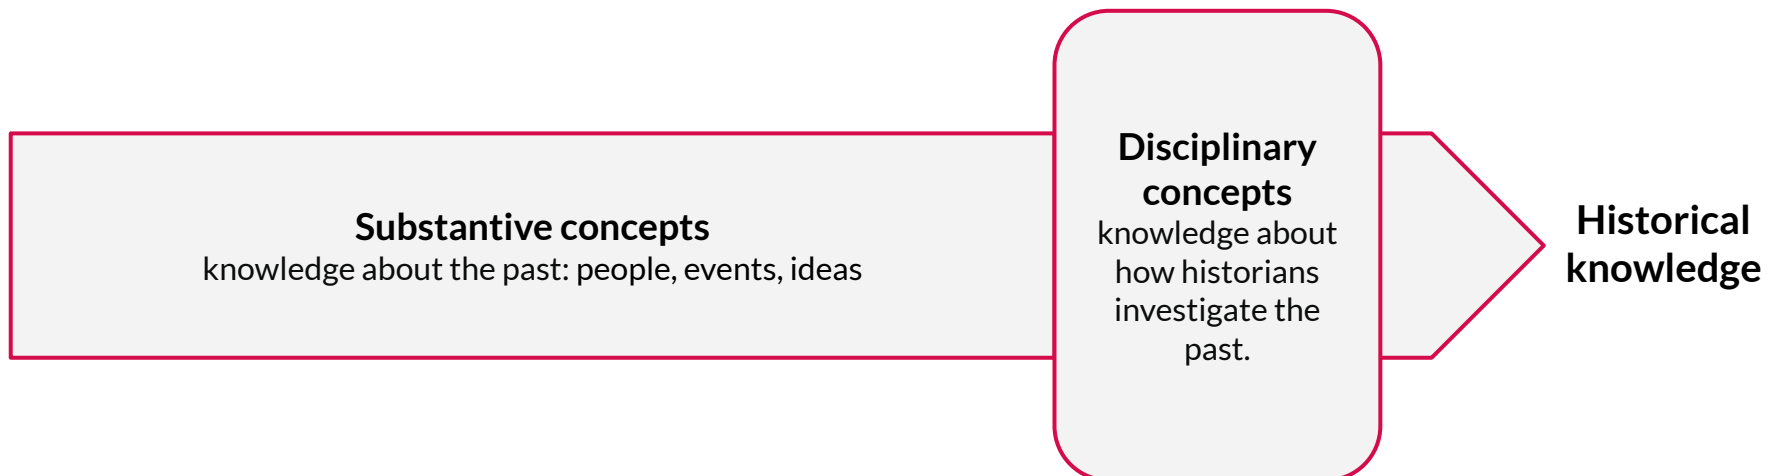 Substantive concepts
knowledge about the past: people, events, ideas
Disciplinary
concepts
knowledge about
how historians
investigate the
past.
Historical
knowledge